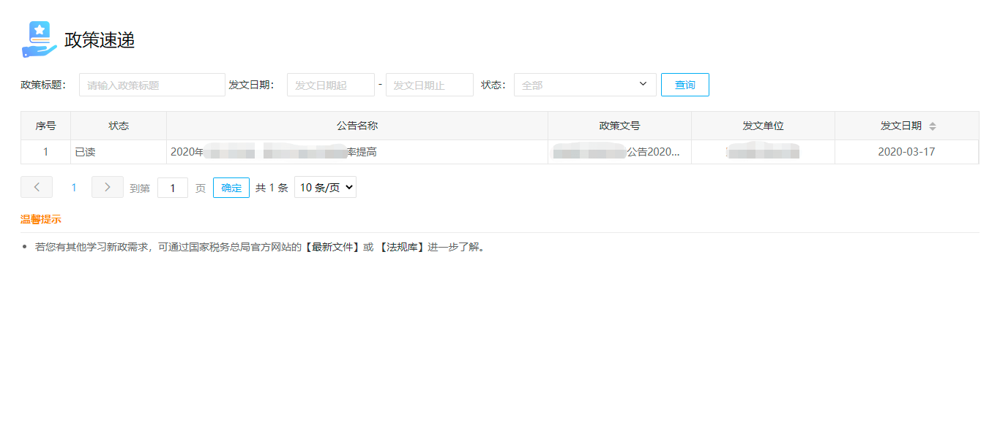 政策速递
政策标题： 请输入政策标题 发文日期： 发文日期起 - 发文日期止 状态： 全部 查询
序号 状态 公告名称 政策文号 发文单位 发文日期
1 已读 2020年 率提高 公告2020... 2020-03-17
1 到第 1 页 确定 共 1 条 10 条/页
温馨提示
• 若您有其他学习新政需求，可通过国家税务总局官方网站的【最新文件】或 【法规库】进一步了解。